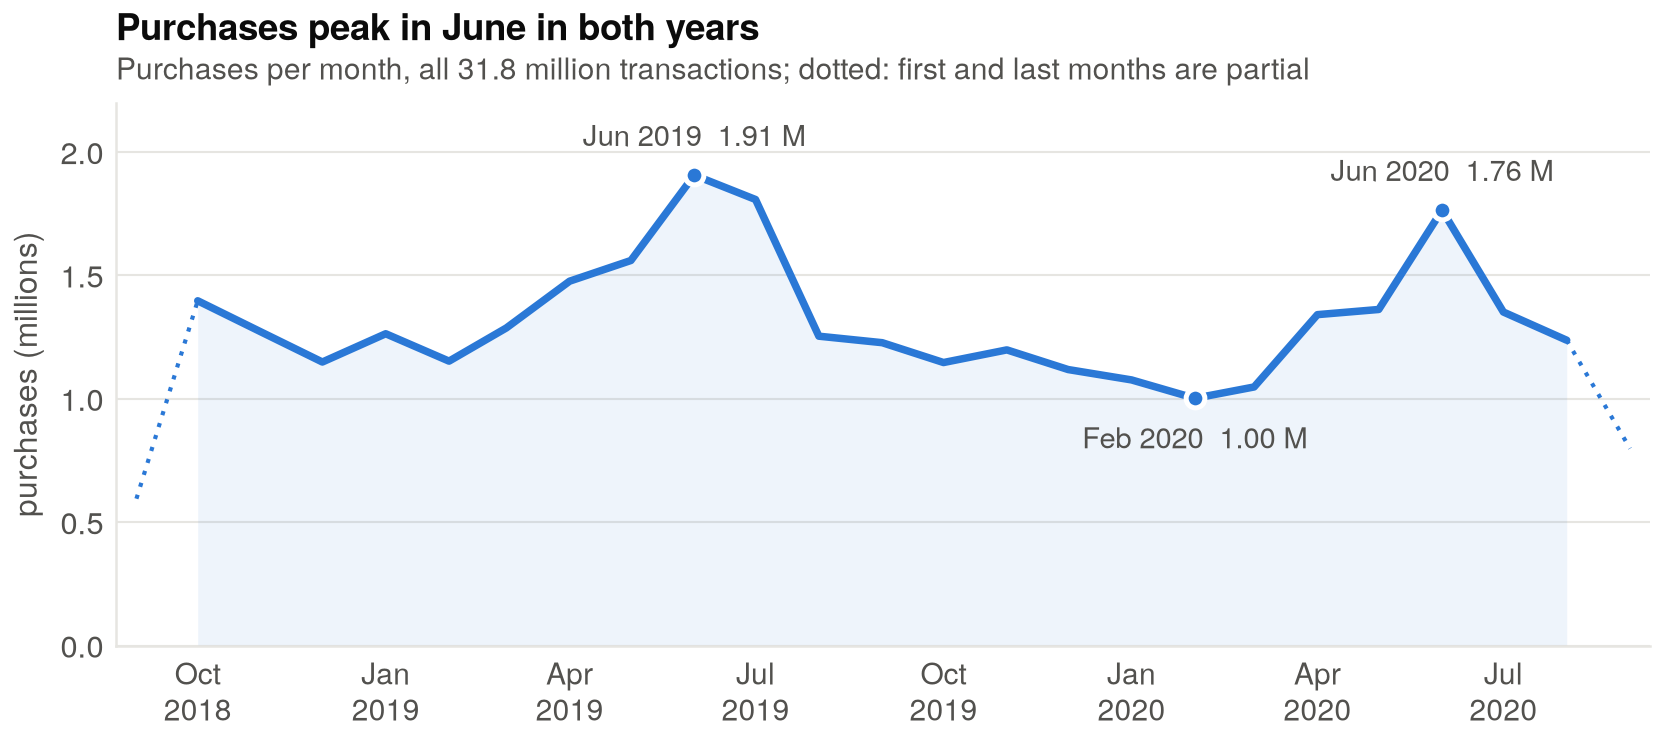 Purchases peak in June in both years
Purchases per month, all 31.8 million transactions; dotted: first and last months are partial
purchases (millions)
2.0
1.5
1.0
0.5
0.0
Jun 2019 1.91 M
Jun 2020 1.76 M
Feb 2020 1.00 M
Oct 2018
Jan 2019
Apr 2019
Jul 2019
Oct 2019
Jan 2020
Apr 2020
Jul 2020